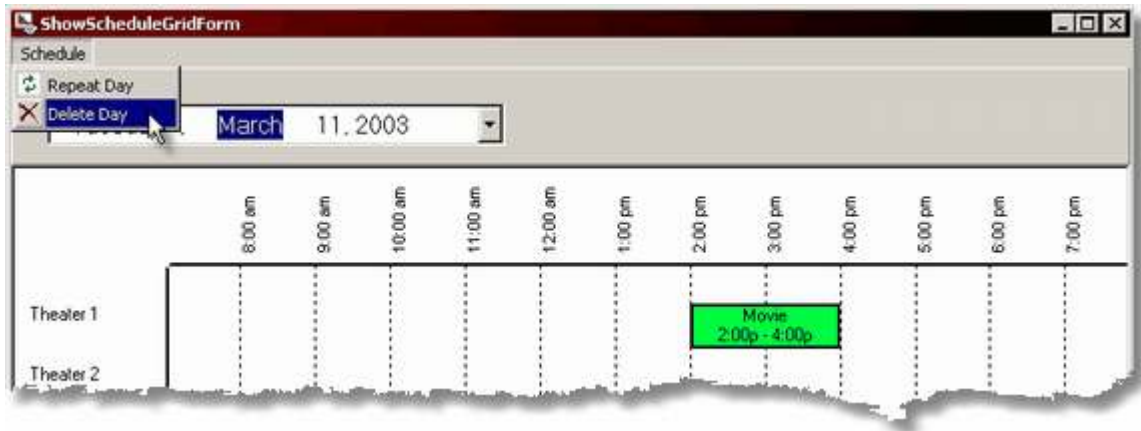 ShowScheduleGridForm
Schedule
Repeat Day
Delete Day
March 11, 2003
8:00 am
9:00 am
10:00 am
11:00 am
12:00 am
1:00 pm
2:00 pm
3:00 pm
4:00 pm
5:00 pm
6:00 pm
7:00 pm
Theater 1
Movie
2:00p - 4:00p
Theater 2